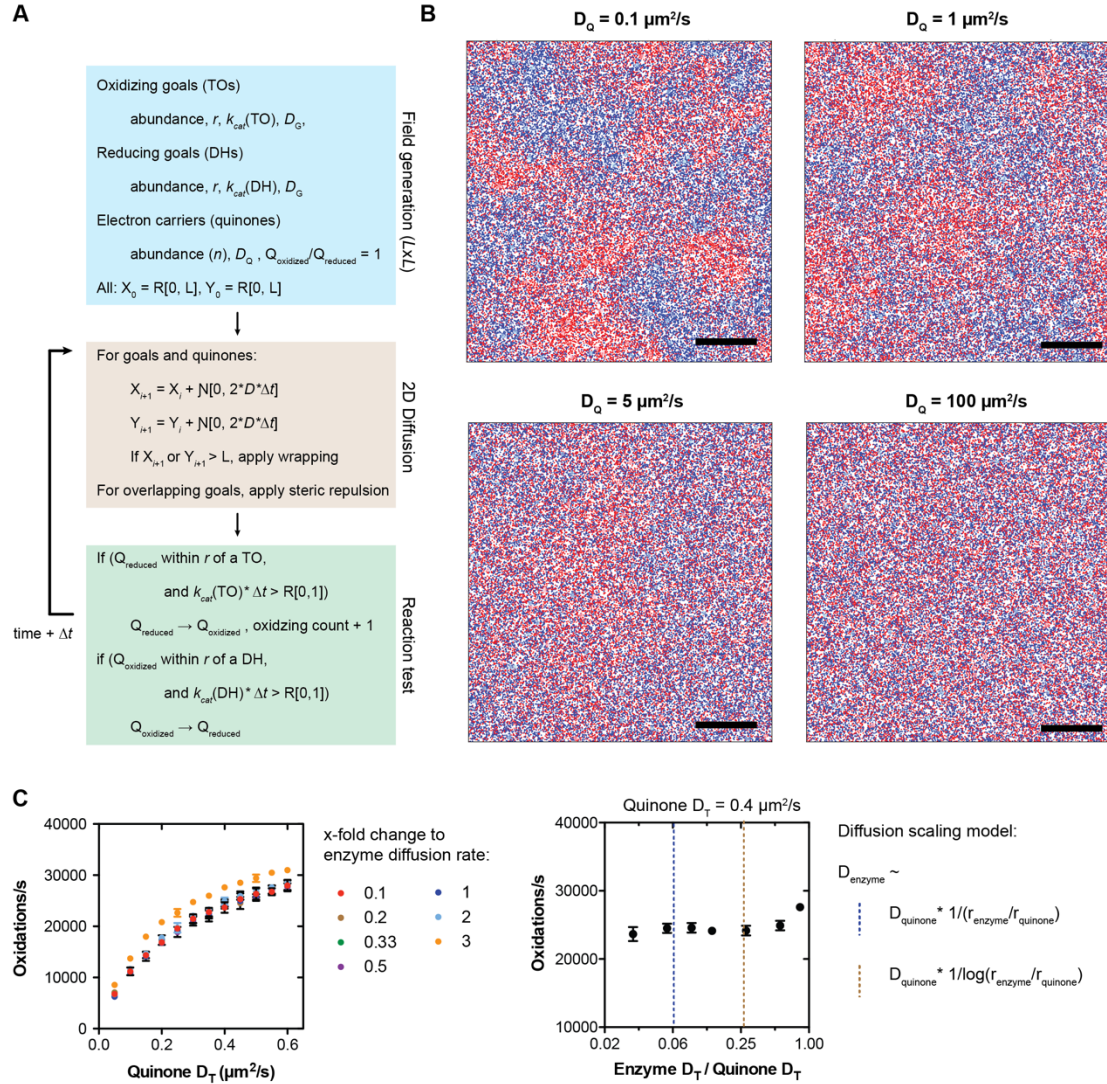 A
Oxidizing goals (TOs)
abundance, r, kcat(TO), DG,
Reducing goals (DHs)
abundance, r, kcat(DH), DG
Electron carriers (quinones)
abundance (n), DQ , Qoxidized/Qreduced = 1
All: X0 = R[0, L], Y0 = R[0, L]
Field generation (LxL)
For goals and quinones:
Xi+1 = Xi + Ɲ[0, 2*D*Δt]
Yi+1 = Yi + Ɲ[0, 2*D*Δt]
If Xi+1 or Yi+1 > L, apply wrapping
For overlapping goals, apply steric repulsion
2D Diffusion
If (Qreduced within r of a TO,
and kcat(TO)* Δt > R[0,1])
Qreduced → Qoxidized , oxidzing count + 1
if (Qoxidized within r of a DH,
and kcat(DH)* Δt > R[0,1])
Qoxidized → Qreduced
Reaction test
time + Δt
B
DQ = 0.1 µm²/s
DQ = 1 µm²/s
DQ = 5 µm²/s
DQ = 100 µm²/s
C
Oxidations/s
40000
30000
20000
10000
0
0.0
0.2
0.4
0.6
Quinone DT (µm²/s)
x-fold change to
enzyme diffusion rate:
0.1
1
0.2
2
0.33
3
0.5
Quinone DT = 0.4 µm²/s
Oxidations/s
40000
30000
20000
10000
0.02
0.06
0.25
1.00
Enzyme DT / Quinone DT
Diffusion scaling model:
Denzyme ~
Dquinone * 1/(renzyme/rquinone)
Dquinone * 1/log(renzyme/rquinone)